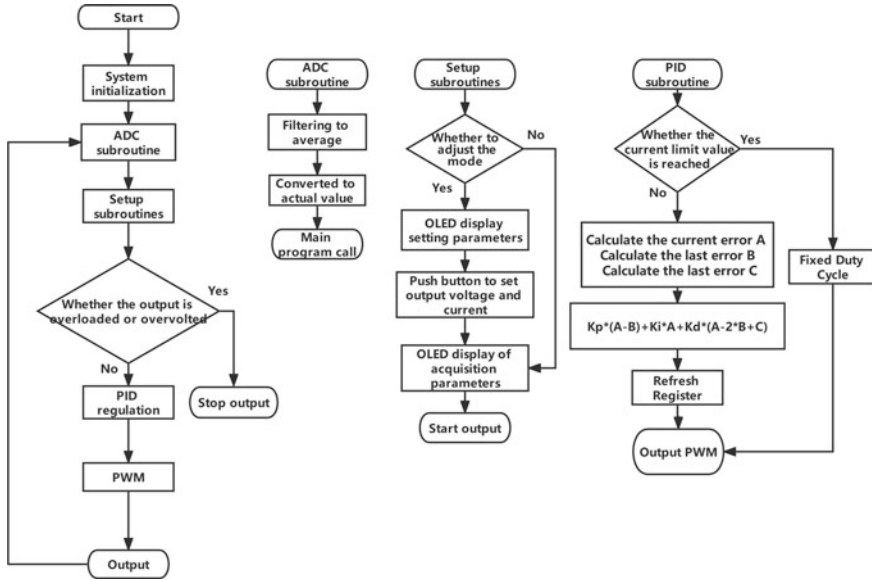 Start
System
initialization
ADC
subroutine
Setup
subroutines
Whether the output is
overloaded or overvolted
Yes
No
PID
regulation
Stop output
PWM
Output
ADC
subroutine
Filtering to
average
Converted to
actual value
Main
program call
Setup
subroutines
Whether to
adjust the
mode
No
Yes
OLED display
setting parameters
Push button to set
output voltage and
current
OLED display of
acquisition
parameters
Start output
PID
subroutine
Whether the
current limit value
is reached
Yes
No
Calculate the current error A
Calculate the last error B
Calculate the last error C
Fixed Duty
Cycle
Kp*(A-B)+Ki*A+Kd*(A-2*B+C)
Refresh
Register
Output PWM